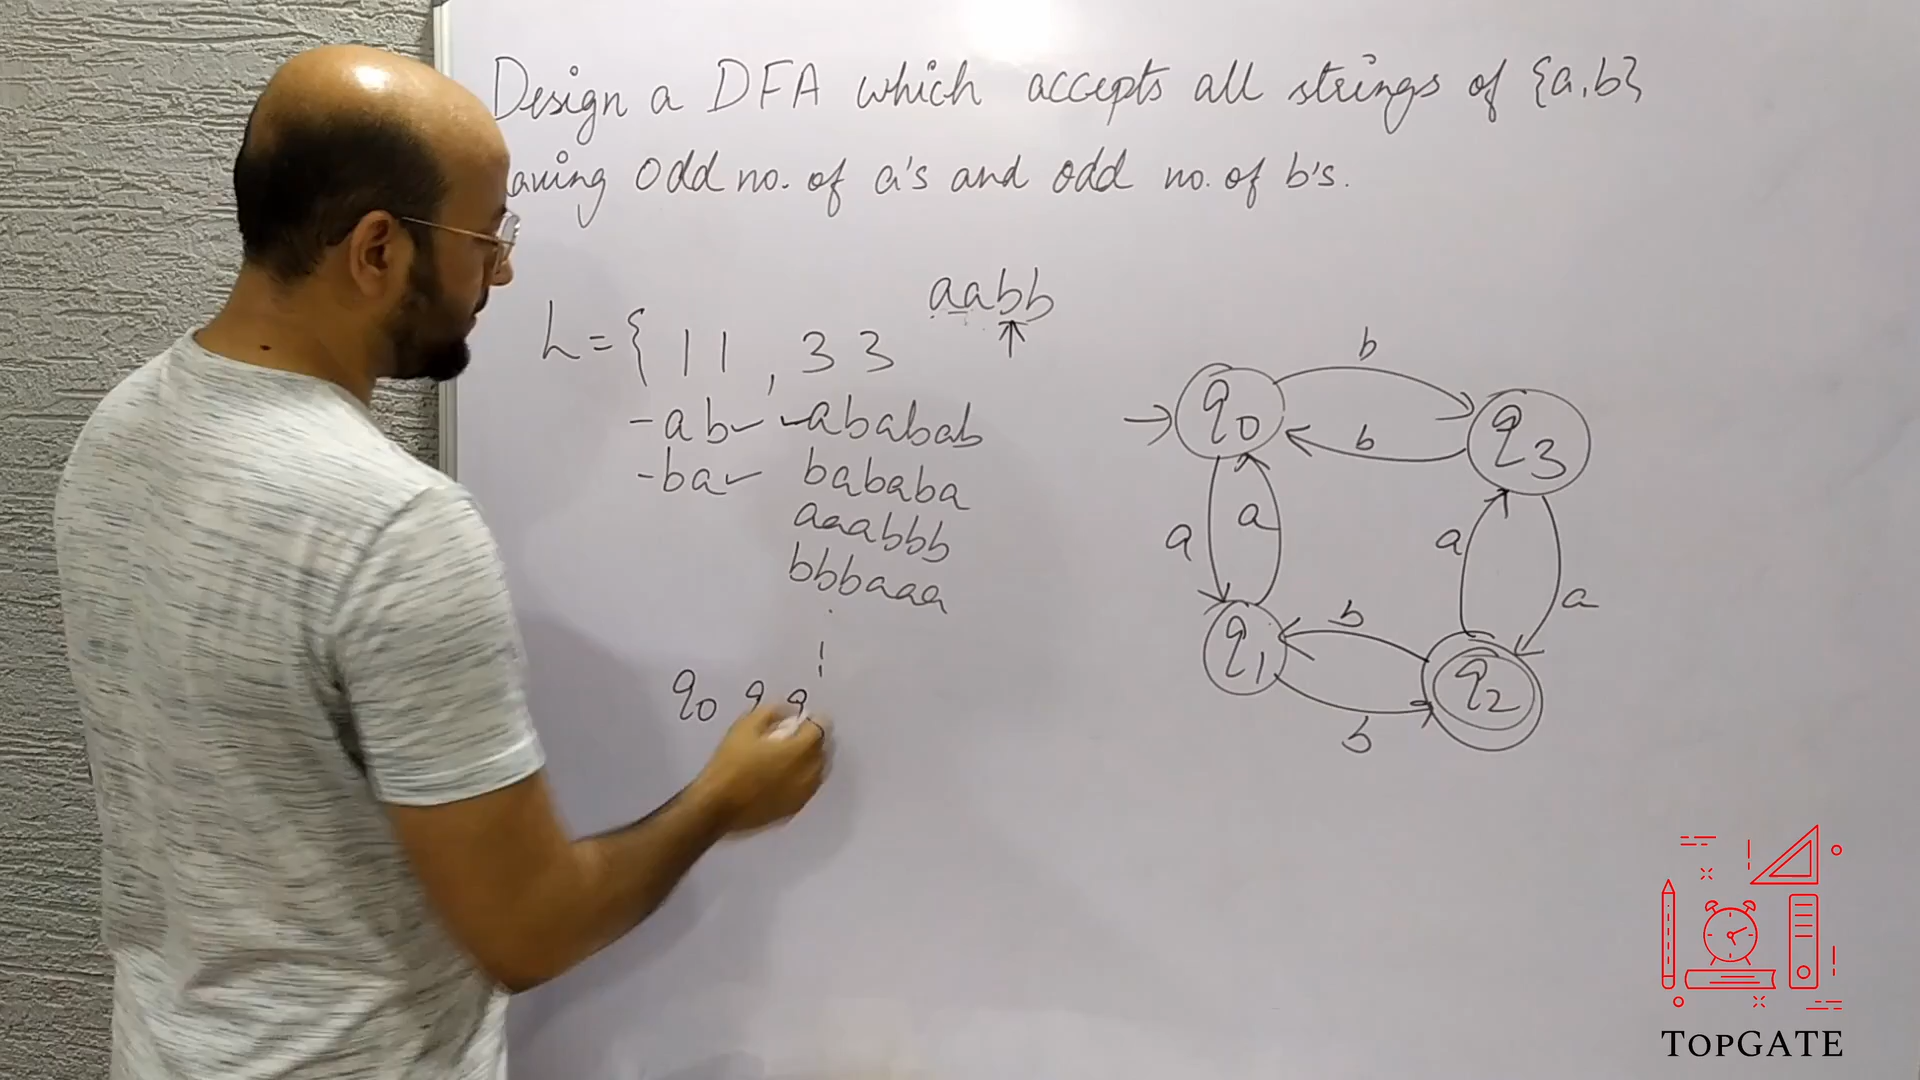 Design a DFA which accepts all strings of {a,b}
aving odd no. of a's and odd no. of b's.
aabb
L = { 11 , 33
- ab ababab
- ba bababa
aaabbb
bbbaaa
q0 q q
b
q0 q3
b
a a a a
b
q1 q2
b
TOPGATE